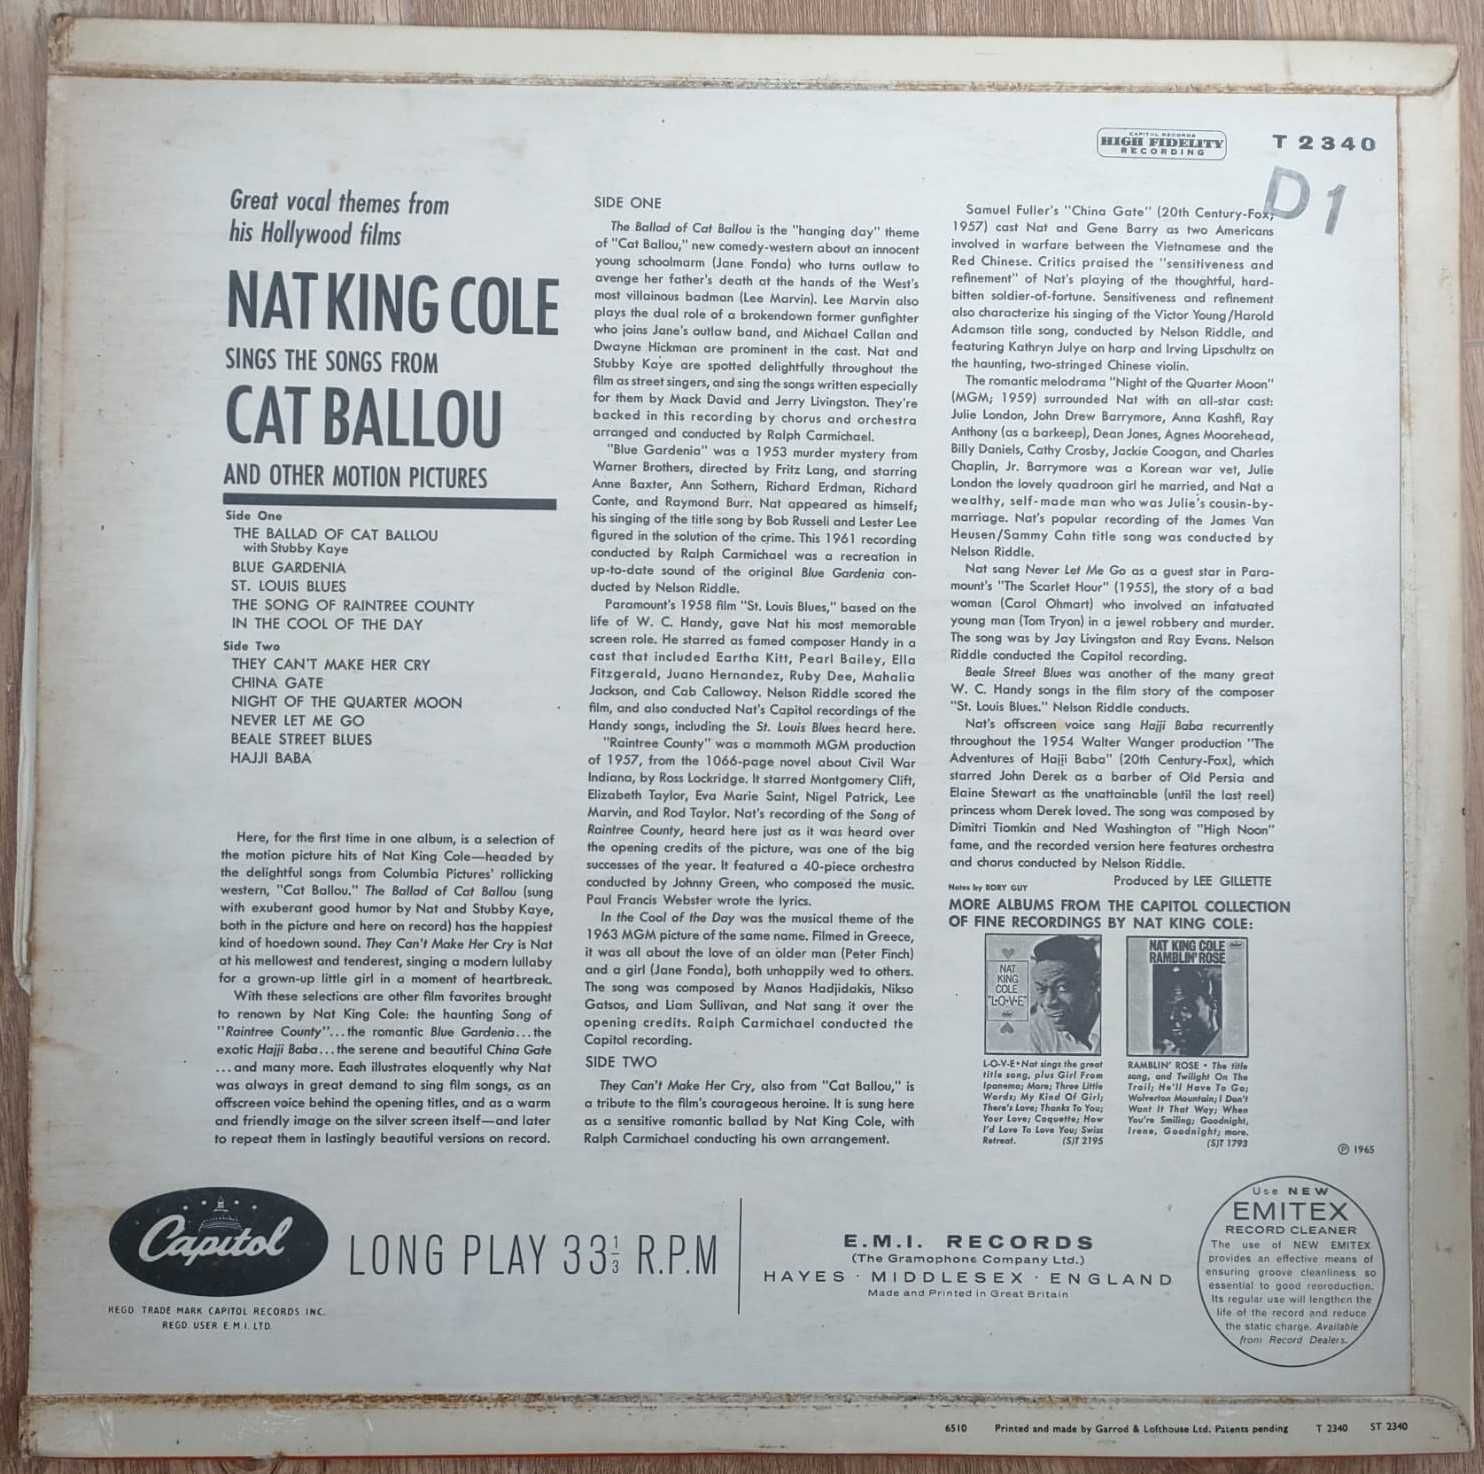 CAPITOL RECORDS
HIGH FIDELITY
RECORDING
T 2340
D1
Great vocal themes from
his Hollywood films
NAT KING COLE
SINGS THE SONGS FROM
CAT BALLOU
AND OTHER MOTION PICTURES
Side One
THE BALLAD OF CAT BALLOU
with Stubby Kaye
BLUE GARDENIA
ST. LOUIS BLUES
THE SONG OF RAINTREE COUNTY
IN THE COOL OF THE DAY
Side Two
THEY CAN'T MAKE HER CRY
CHINA GATE
NIGHT OF THE QUARTER MOON
NEVER LET ME GO
BEALE STREET BLUES
HAJJI BABA
Here, for the first time in one album, is a selection of
the motion picture hits of Nat King Cole—headed by
the delightful songs from Columbia Pictures' rollicking
western, "Cat Ballou." The Ballad of Cat Ballou (sung
with exuberant good humor by Nat and Stubby Kaye,
both in the picture and here on record) has the happiest
kind of hoedown sound. They Can't Make Her Cry is Nat
at his mellowest and tenderest, singing a modern lullaby
for a grown-up little girl in a moment of heartbreak.
With these selections are other film favorites brought
to renown by Nat King Cole: the haunting Song of
"Raintree County"...the romantic Blue Gardenia...the
exotic Hajji Baba...the serene and beautiful China Gate
...and many more. Each illustrates eloquently why Nat
was always in great demand to sing film songs, as an
offscreen voice behind the opening titles, and as a warm
and friendly image on the silver screen itself—and later
to repeat them in lastingly beautiful versions on record.
SIDE ONE
The Ballad of Cat Ballou is the "hanging day" theme
of "Cat Ballou," new comedy-western about an innocent
young schoolmarm (Jane Fonda) who turns outlaw to
avenge her father's death at the hands of the West's
most villainous badman (Lee Marvin). Lee Marvin also
plays the dual role of a brokendown former gunfighter
who joins Jane's outlaw band, and Michael Callan and
Dwayne Hickman are prominent in the cast. Nat and
Stubby Kaye are spotted delightfully throughout the
film as street singers, and sing the songs written especially
for them by Mack David and Jerry Livingston. They're
backed in this recording by chorus and orchestra
arranged and conducted by Ralph Carmichael.
"Blue Gardenia" was a 1953 murder mystery from
Warner Brothers, directed by Fritz Lang, and starring
Anne Baxter, Ann Sothern, Richard Erdman, Richard
Conte, and Raymond Burr. Nat appeared as himself;
his singing of the title song by Bob Russell and Lester Lee
figured in the solution of the crime. This 1961 recording
conducted by Ralph Carmichael was a recreation in
up-to-date sound of the original Blue Gardenia con-
ducted by Nelson Riddle.
Paramount's 1958 film "St. Louis Blues," based on the
life of W. C. Handy, gave Nat his most memorable
screen role. He starred as famed composer Handy in a
cast that included Eartha Kitt, Pearl Bailey, Ella
Fitzgerald, Juano Hernandez, Ruby Dee, Mahalia
Jackson, and Cab Calloway. Nelson Riddle scored the
film, and also conducted Nat's Capitol recordings of the
Handy songs, including the St. Louis Blues heard here.
"Raintree County" was a mammoth MGM production
of 1957, from the 1066-page novel about Civil War
Indiana, by Ross Lockridge. It starred Montgomery Clift,
Elizabeth Taylor, Eva Marie Saint, Nigel Patrick, Lee
Marvin, and Rod Taylor. Nat's recording of the Song of
Raintree County, heard here just as it was heard over
the opening credits of the picture, was one of the big
successes of the year. It featured a 40-piece orchestra
conducted by Johnny Green, who composed the music.
Paul Francis Webster wrote the lyrics.
In the Cool of the Day was the musical theme of the
1963 MGM picture of the same name. Filmed in Greece,
it was all about the love of an older man (Peter Finch)
and a girl (Jane Fonda), both unhappily wed to others.
The song was composed by Manos Hadjidakis, Nikso
Gatsos, and Liam Sullivan, and Nat sang it over the
opening credits. Ralph Carmichael conducted the
Capitol recording.
SIDE TWO
They Can't Make Her Cry, also from "Cat Ballou," is
a tribute to the film's courageous heroine. It is sung here
as a sensitive romantic ballad by Nat King Cole, with
Ralph Carmichael conducting his own arrangement.
Samuel Fuller's "China Gate" (20th Century-Fox;
1957) cast Nat and Gene Barry as two Americans
involved in warfare between the Vietnamese and the
Red Chinese. Critics praised the "sensitiveness and
refinement" of Nat's playing of the thoughtful, hard-
bitten soldier-of-fortune. Sensitiveness and refinement
also characterize his singing of the Victor Young/Harold
Adamson title song, conducted by Nelson Riddle, and
featuring Kathryn Julye on harp and Irving Lipschultz on
the haunting, two-stringed Chinese violin.
The romantic melodrama "Night of the Quarter Moon"
(MGM; 1959) surrounded Nat with an all-star cast:
Julie London, John Drew Barrymore, Anna Kashfi, Ray
Anthony (as a barkeep), Dean Jones, Agnes Moorehead,
Billy Daniels, Cathy Crosby, Jackie Coogan, and Charles
Chaplin, Jr. Barrymore was a Korean war vet, Julie
London the lovely quadroon girl he married, and Nat a
wealthy, self-made man who was Julie's cousin-by-
marriage. Nat's popular recording of the James Van
Heusen/Sammy Cahn title song was conducted by
Nelson Riddle.
Nat sang Never Let Me Go as a guest star in Para-
mount's "The Scarlet Hour" (1955), the story of a bad
woman (Carol Ohmart) who involved an infatuated
young man (Tom Tryon) in a jewel robbery and murder.
The song was by Jay Livingston and Ray Evans. Nelson
Riddle conducted the Capitol recording.
Beale Street Blues was another of the many great
W. C. Handy songs in the film story of the composer
"St. Louis Blues." Nelson Riddle conducts.
Nat's offscreen voice sang Hajji Baba recurrently
throughout the 1954 Walter Wanger production "The
Adventures of Hajji Baba" (20th Century-Fox), which
starred John Derek as a barber of Old Persia and
Elaine Stewart as the unattainable (until the last reel)
princess whom Derek loved. The song was composed by
Dimitri Tiomkin and Ned Washington of "High Noon"
fame, and the recorded version here features orchestra
and chorus conducted by Nelson Riddle.
Produced by LEE GILLETTE
Notes by RORY GUY
MORE ALBUMS FROM THE CAPITOL COLLECTION
OF FINE RECORDINGS BY NAT KING COLE:
NAT
KING
COLE
"L-O-V-E"
NAT KING COLE
RAMBLIN' ROSE
L-O-V-E • Nat sings the great
title song, plus Girl From
Ipanema; More; Three Little
Words; My Kind Of Girl;
There's Love; Thanks To You;
Your Love; Coquette; How
I'd Love To Love You; Swiss
Retreat. (S)T 2195
RAMBLIN' ROSE • The title
song, and Twilight On The
Trail; He'll Have To Go;
Wolverton Mountain; I Don't
Want It That Way; When
You're Smiling; Goodnight,
Irene, Goodnight; more.
(S)T 1793
℗ 1965
Capitol
REGD. TRADE MARK CAPITOL RECORDS INC.
REGD. USER E.M.I. LTD.
LONG PLAY 33 1/3 R.P.M
E.M.I. RECORDS
(The Gramophone Company Ltd.)
HAYES · MIDDLESEX · ENGLAND
Made and Printed in Great Britain
Use NEW
EMITEX
RECORD CLEANER
The use of NEW EMITEX
provides an effective means of
ensuring groove cleanliness so
essential to good reproduction.
Its regular use will lengthen the
life of the record and reduce
the static charge. Available
from Record Dealers.
6510 Printed and made by Garrod & Lofthouse Ltd. Patents pending T 2340 ST 2340